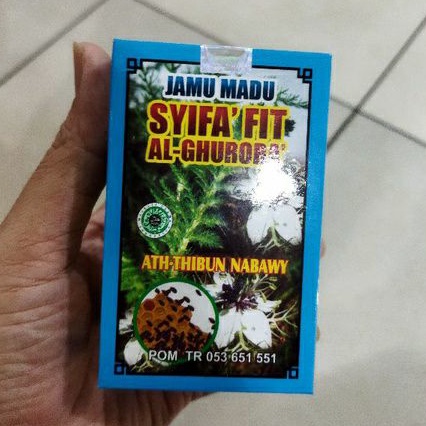 JAMU MADU
SYIFA' FIT
AL-GHUROBA'
ATH-THIBUN NABAWY
POM TR 053 651 551